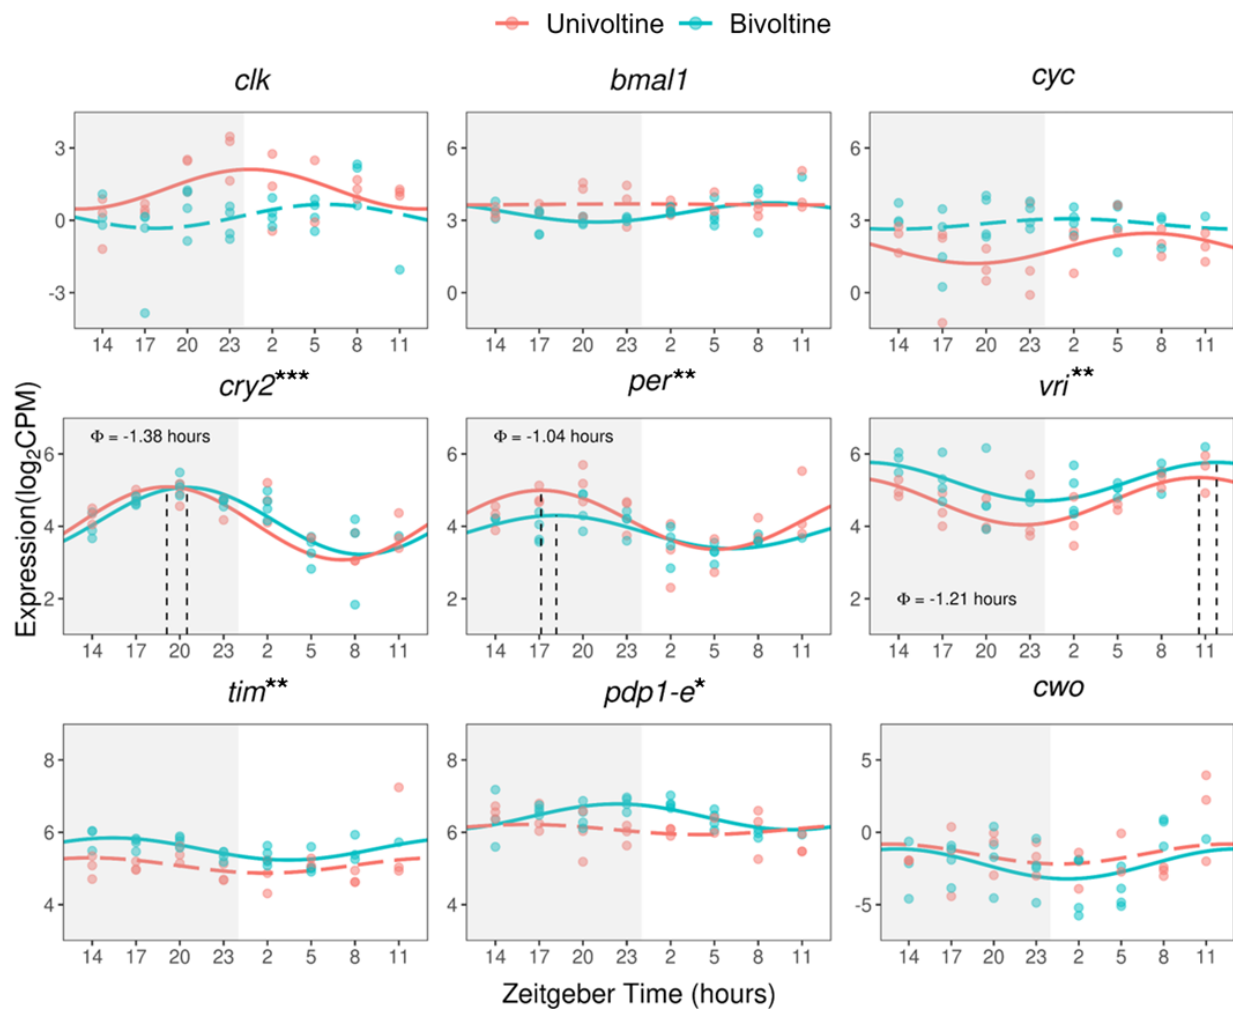 Univoltine Bivoltine
clk bmal1 cyc
3 6 6
0 3 3
-3 0 0
14 17 20 23 2 5 8 11 14 17 20 23 2 5 8 11 14 17 20 23 2 5 8 11
cry2*** per** vri**
Φ = -1.38 hours Φ = -1.04 hours
6 6 6
4 4 4
Φ = -1.21 hours
2 2 2
14 17 20 23 2 5 8 11 14 17 20 23 2 5 8 11 14 17 20 23 2 5 8 11
Expression(log₂CPM)
tim** pdp1-e* cwo
8 8 5
6 6 0
4 4 -5
14 17 20 23 2 5 8 11 14 17 20 23 2 5 8 11 14 17 20 23 2 5 8 11
Zeitgeber Time (hours)